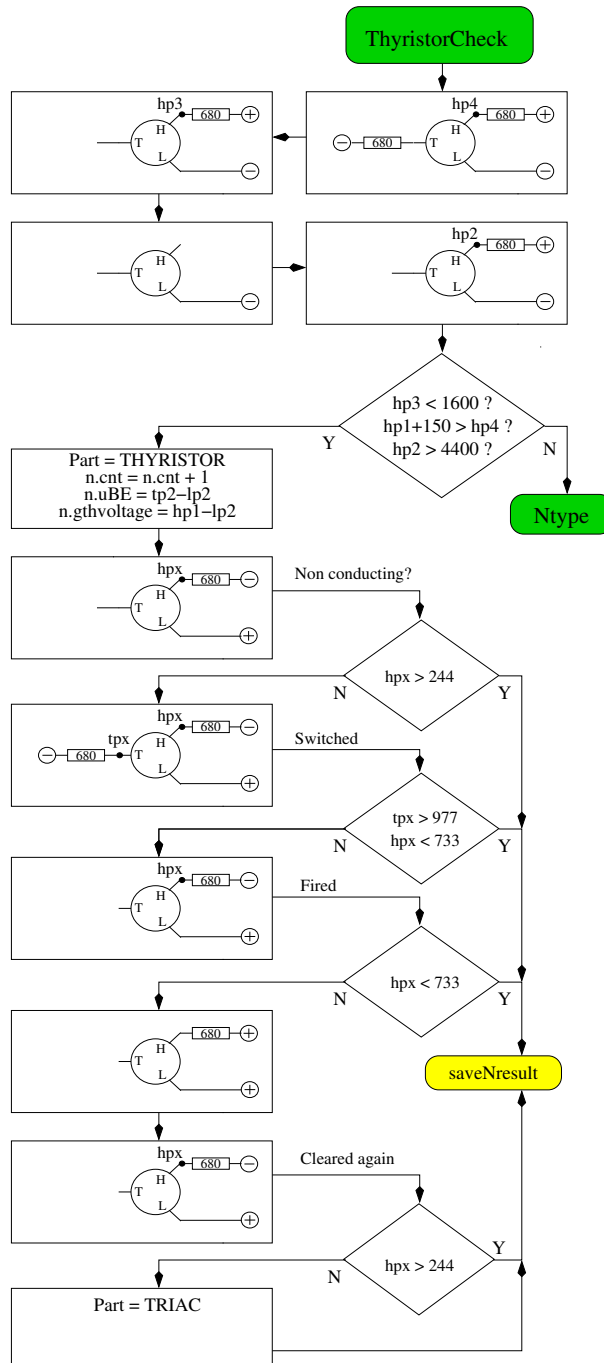 ThyristorCheck
hp4
680
+
−
680
T
H
L
−
hp3
680
+
T
H
L
−
T
H
L
−
hp2
680
+
T
H
L
−
hp3 < 1600 ?
hp1+150 > hp4 ?
hp2 > 4400 ?
Y
N
Ntype
Part = THYRISTOR
n.cnt = n.cnt + 1
n.uBE = tp2−lp2
n.gthvoltage = hp1−lp2
hpx
680
−
T
H
L
+
Non conducting?
hpx > 244
N
Y
hpx
680
−
tpx
−
680
T
H
L
+
Switched
tpx > 977
hpx < 733
N
Y
hpx
680
−
T
H
L
+
Fired
hpx < 733
N
Y
680
+
T
H
L
+
saveNresult
hpx
680
−
T
H
L
+
Cleared again
hpx > 244
N
Y
Part = TRIAC